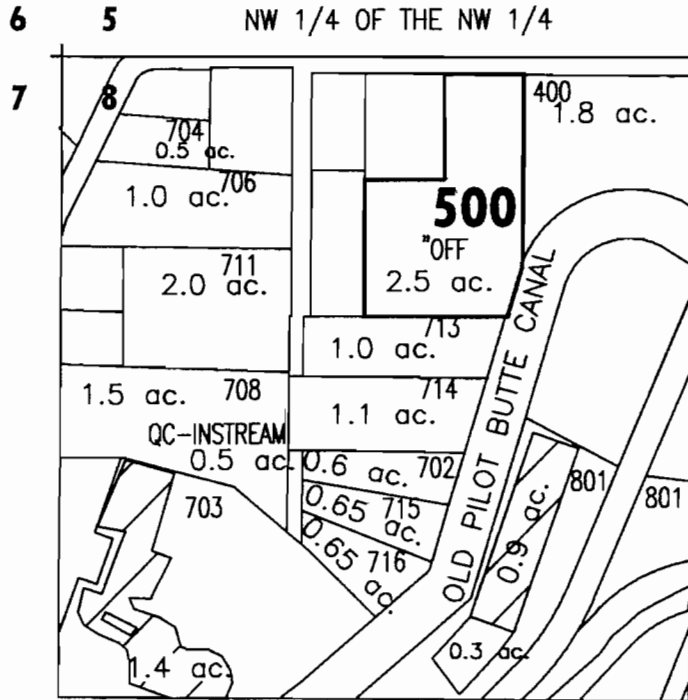 6 5 NW 1/4 OF THE NW 1/4
7 8
400
1.8 ac.
704
0.5 ac.
706
1.0 ac.
500
"OFF
2.5 ac.
711
2.0 ac.
713
1.0 ac.
1.5 ac. 708
714
1.1 ac.
QC-INSTREAM
0.5 ac.
0.6 ac. 702
703
0.65 ac. 715
0.65 ac. 716
OLD PILOT BUTTE CANAL
0.9 ac.
801
801
0.3 ac.
1.4 ac.